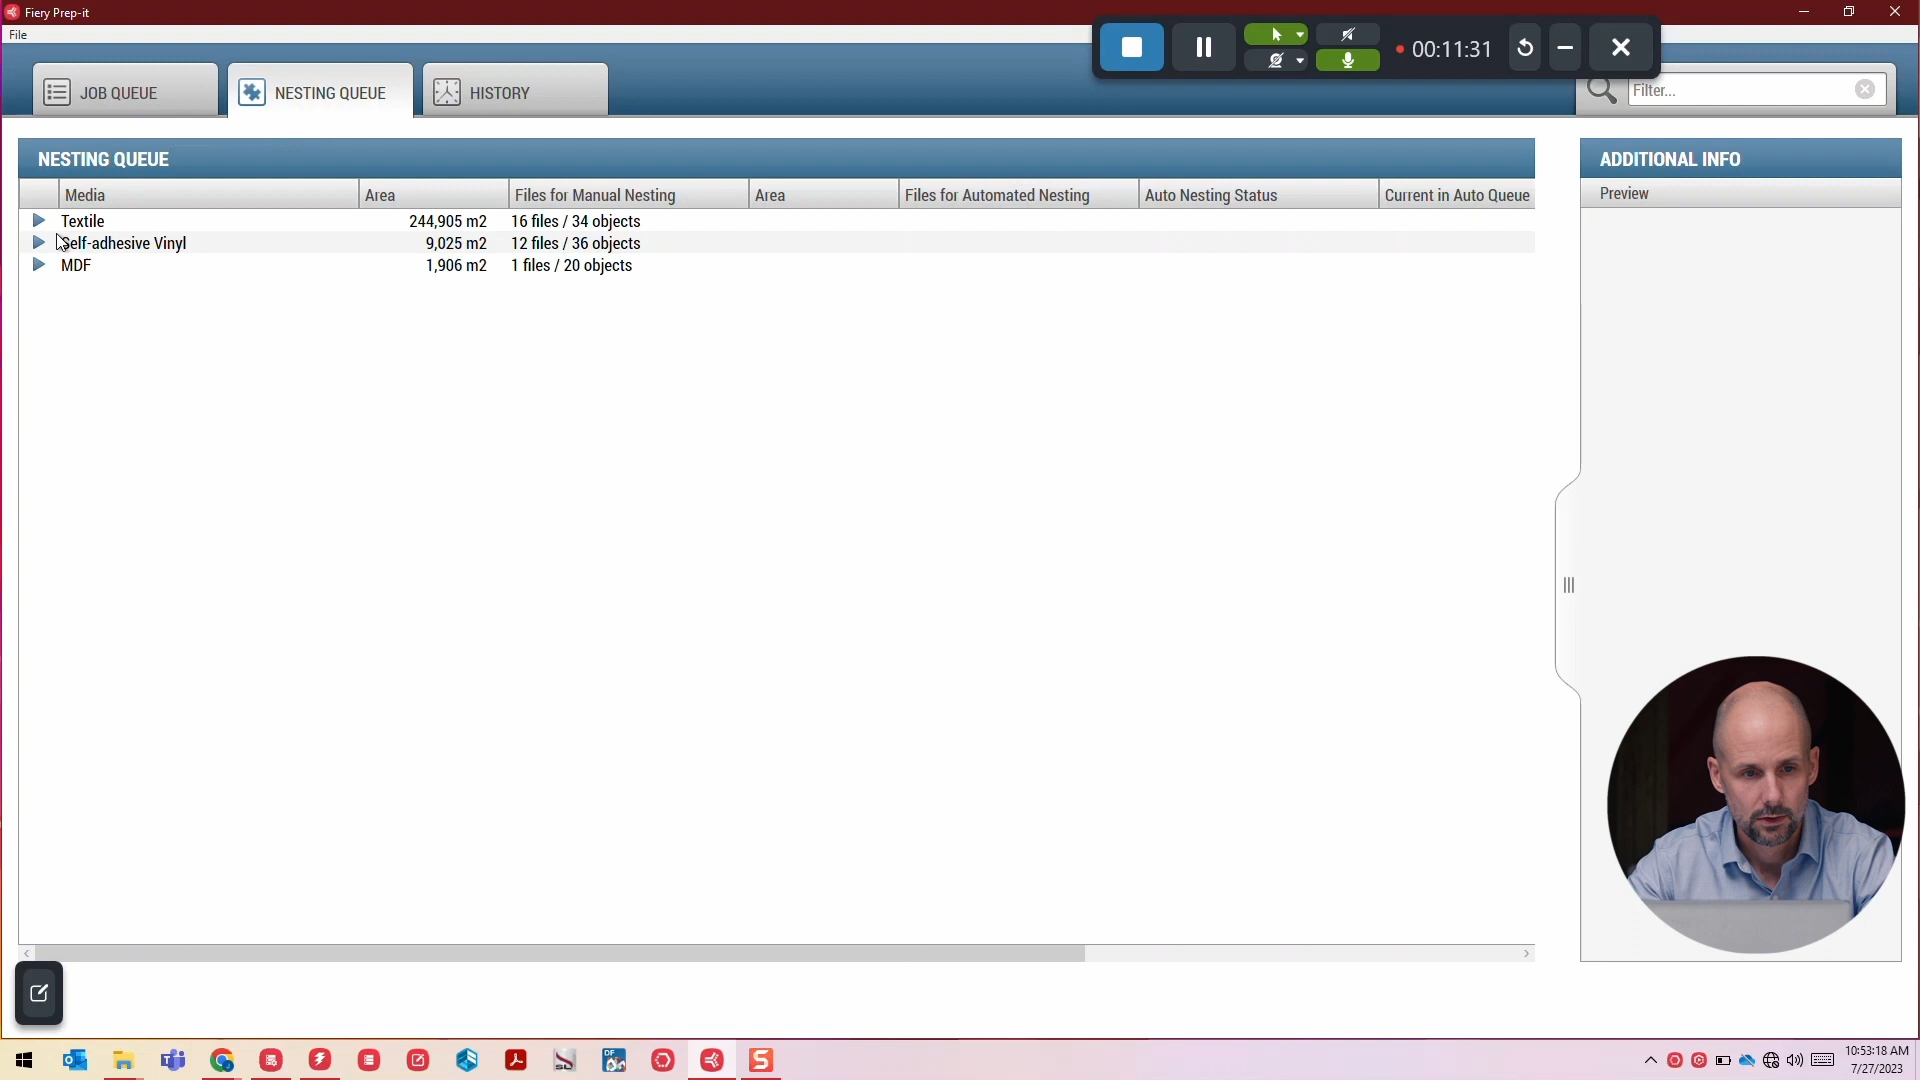 Fiery Prep-it
File
00:11:31
JOB QUEUE
NESTING QUEUE
HISTORY
Filter...
NESTING QUEUE
ADDITIONAL INFO
Media Area Files for Manual Nesting Area Files for Automated Nesting Auto Nesting Status Current in Auto Queue
Preview
Textile 244,905 m2 16 files / 34 objects
Self-adhesive Vinyl 9,025 m2 12 files / 36 objects
MDF 1,906 m2 1 files / 20 objects
DF
10:53:18 AM
7/27/2023